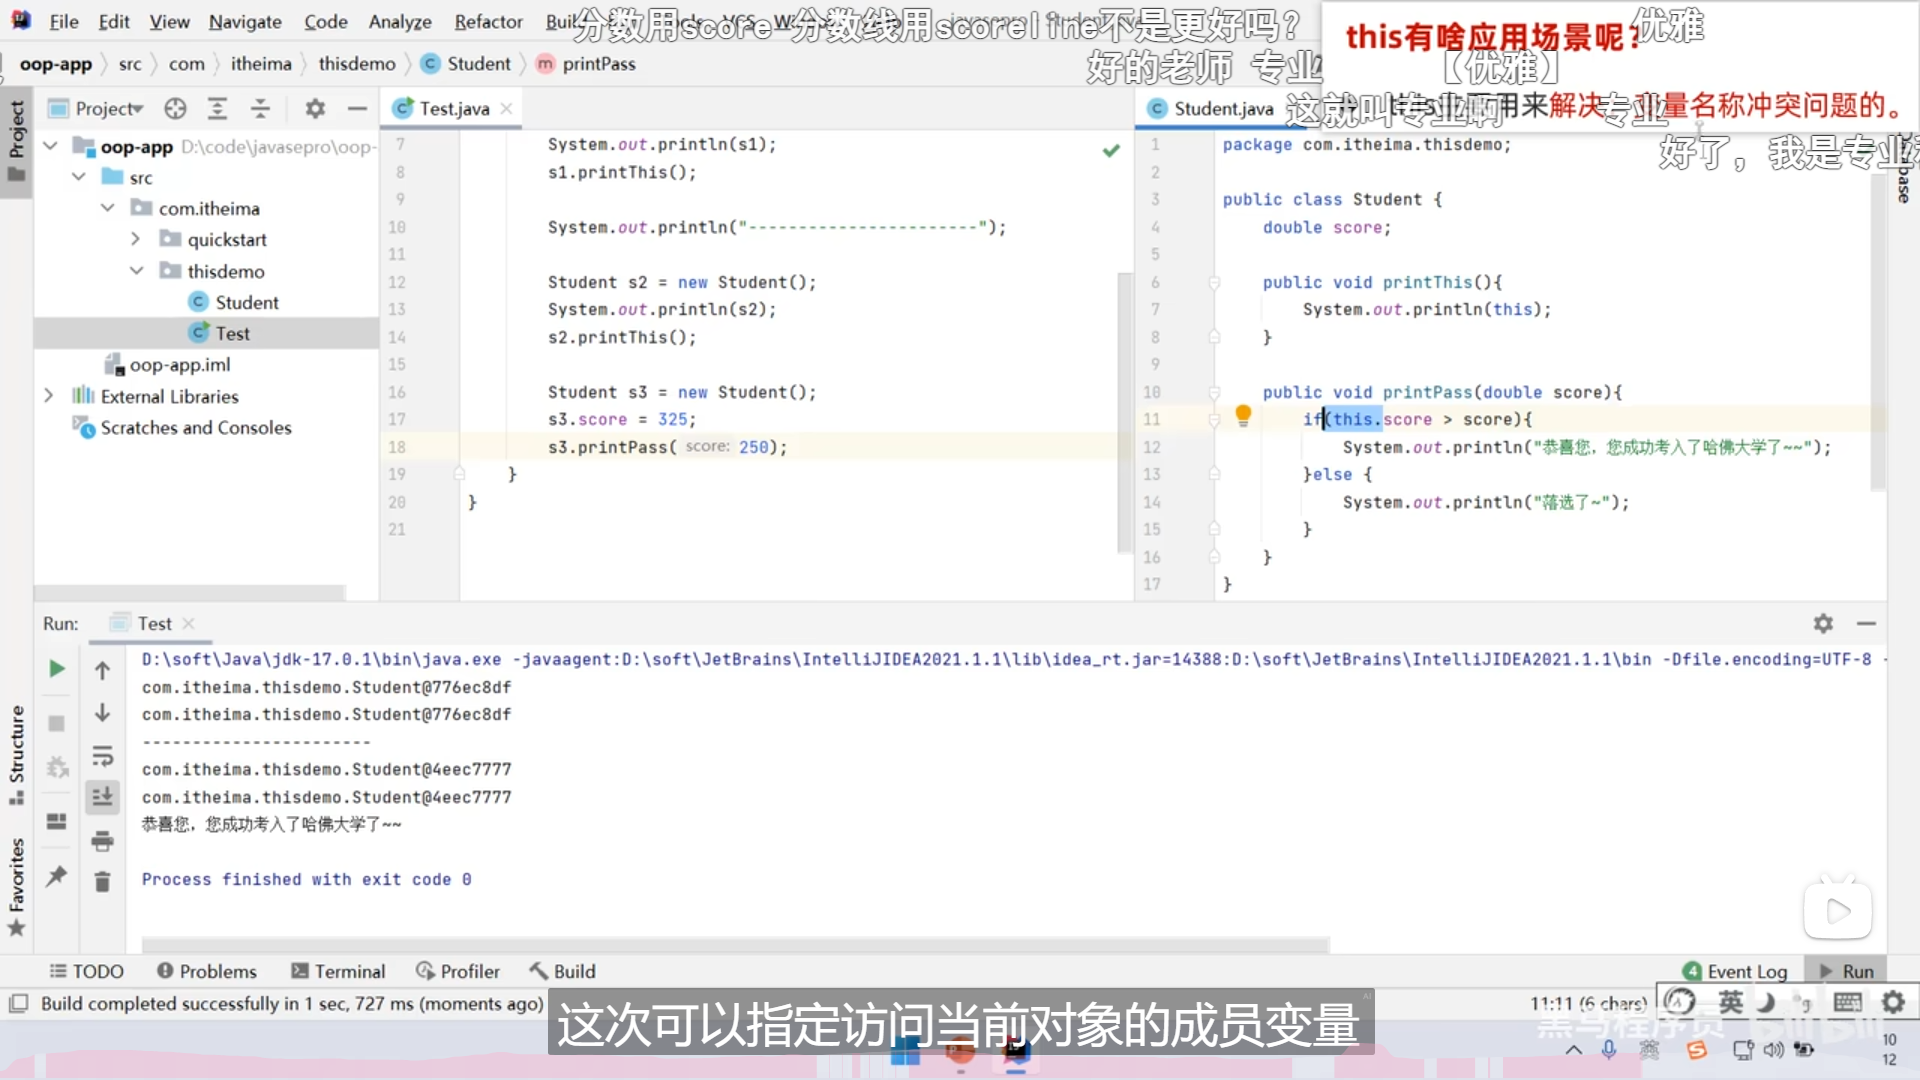 File Edit View Navigate Code Analyze Refactor
分数用score 分数线用scoreline不是更好吗?
this有啥应用场景呢?
优雅
oop-app src com itheima thisdemo Student printPass
好的老师 专业
【优雅】
这就叫专业啊
用来解决
专业
量名称冲突问题的。
好了，我是专业
Project
Project
oop-app D:\code\javasepro\oop-
src
com.itheima
quickstart
thisdemo
Student
Test
oop-app.iml
External Libraries
Scratches and Consoles
Test.java
7 System.out.println(s1);
8 s1.printThis();
9
10 System.out.println("-----------------------");
11
12 Student s2 = new Student();
13 System.out.println(s2);
14 s2.printThis();
15
16 Student s3 = new Student();
17 s3.score = 325;
18 s3.printPass( score: 250);
19 }
20 }
21
Student.java
1 package com.itheima.thisdemo;
2
3 public class Student {
4 double score;
5
6 public void printThis(){
7 System.out.println(this);
8 }
9
10 public void printPass(double score){
11 if(this.score > score){
12 System.out.println("恭喜您，您成功考入了哈佛大学了~~");
13 }else {
14 System.out.println("落选了~");
15 }
16 }
17 }
Run: Test
D:\soft\Java\jdk-17.0.1\bin\java.exe -javaagent:D:\soft\JetBrains\IntelliJIDEA2021.1.1\lib\idea_rt.jar=14388:D:\soft\JetBrains\IntelliJIDEA2021.1.1\bin -Dfile.encoding=UTF-8 -
com.itheima.thisdemo.Student@776ec8df
com.itheima.thisdemo.Student@776ec8df
-----------------------
com.itheima.thisdemo.Student@4eec7777
com.itheima.thisdemo.Student@4eec7777
恭喜您，您成功考入了哈佛大学了~~
Process finished with exit code 0
Structure
Favorites
TODO Problems Terminal Profiler Build
4 Event Log Run
Build completed successfully in 1 sec, 727 ms (moments ago)
11:11 (6 chars)
英
这次可以指定访问当前对象的成员变量
黑马程序员 bilibili
英
10
12